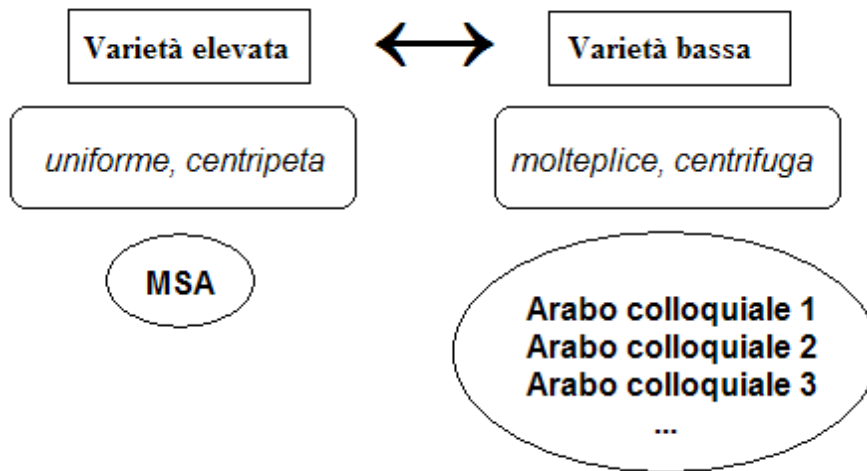 Varietà elevata
Varietà bassa
uniforme, centripeta
molteplice, centrifuga
MSA
Arabo colloquiale 1
Arabo colloquiale 2
Arabo colloquiale 3
...